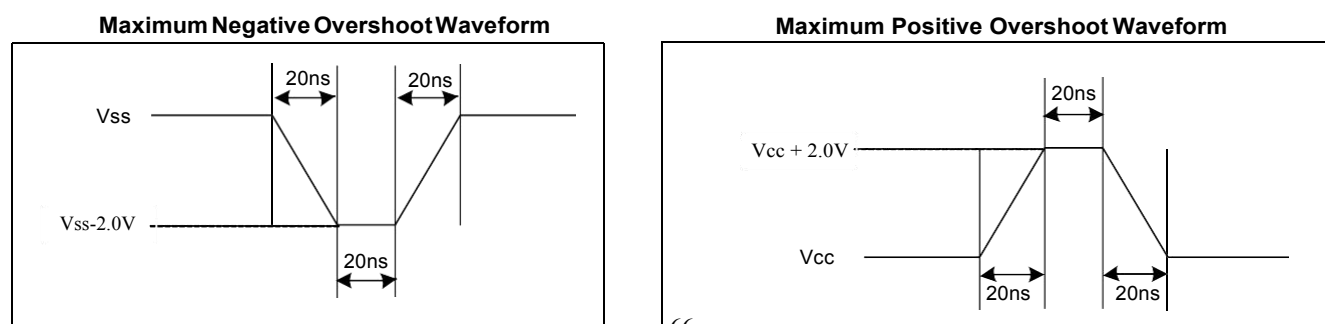 Maximum Negative Overshoot Waveform
20ns
20ns
Vss
Vss-2.0V
20ns
Maximum Positive Overshoot Waveform
20ns
Vcc + 2.0V
Vcc
20ns
20ns
“